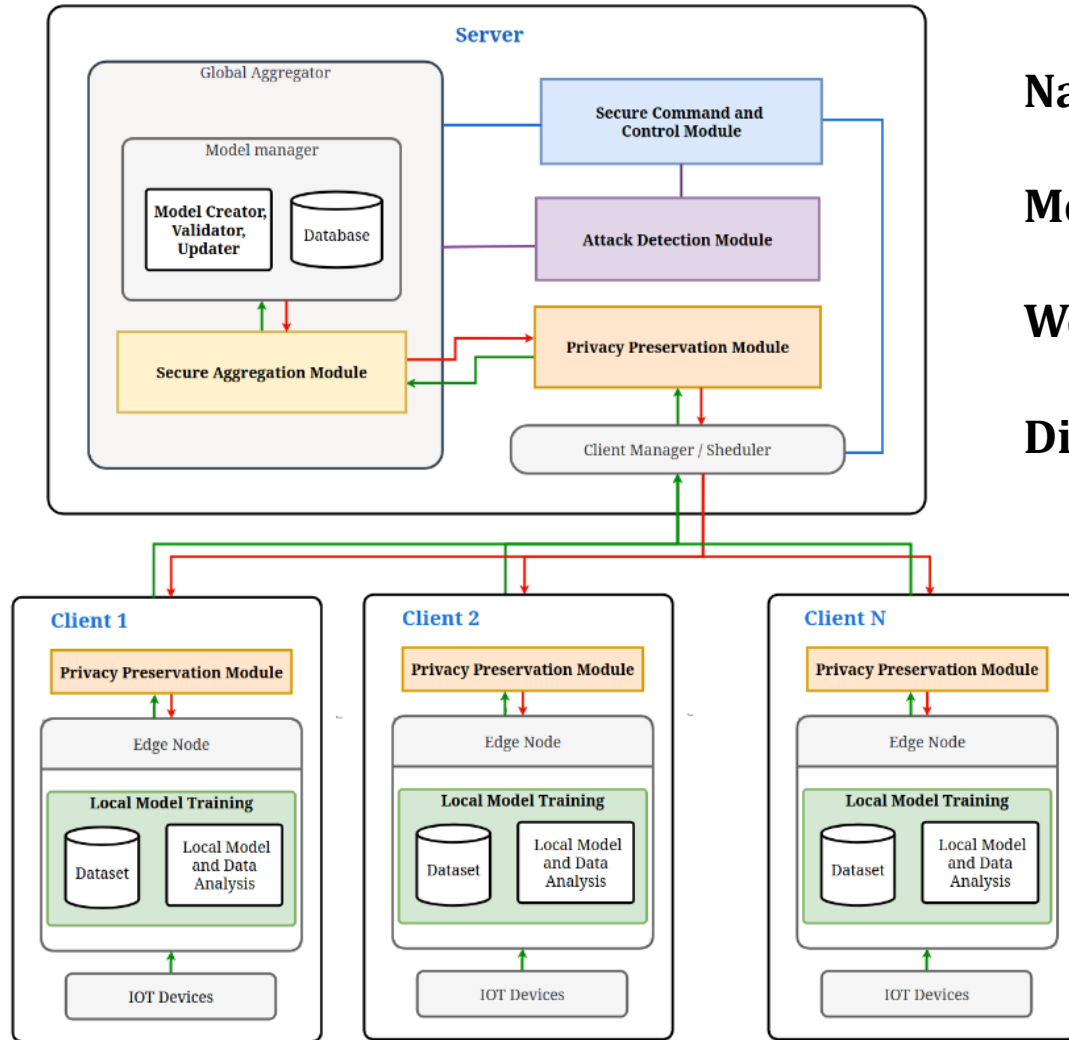 Server
Global Aggregator
Model manager
Model Creator,
Validator,
Updater
Database
Secure Aggregation Module
Secure Command and
Control Module
Attack Detection Module
Privacy Preservation Module
Client Manager / Sheduler
Na
Mo
Wo
Di
Client 1
Privacy Preservation Module
Edge Node
Local Model Training
Dataset
Local Model
and Data
Analysis
IOT Devices
Client 2
Privacy Preservation Module
Edge Node
Local Model Training
Dataset
Local Model
and Data
Analysis
IOT Devices
Client N
Privacy Preservation Module
Edge Node
Local Model Training
Dataset
Local Model
and Data
Analysis
IOT Devices